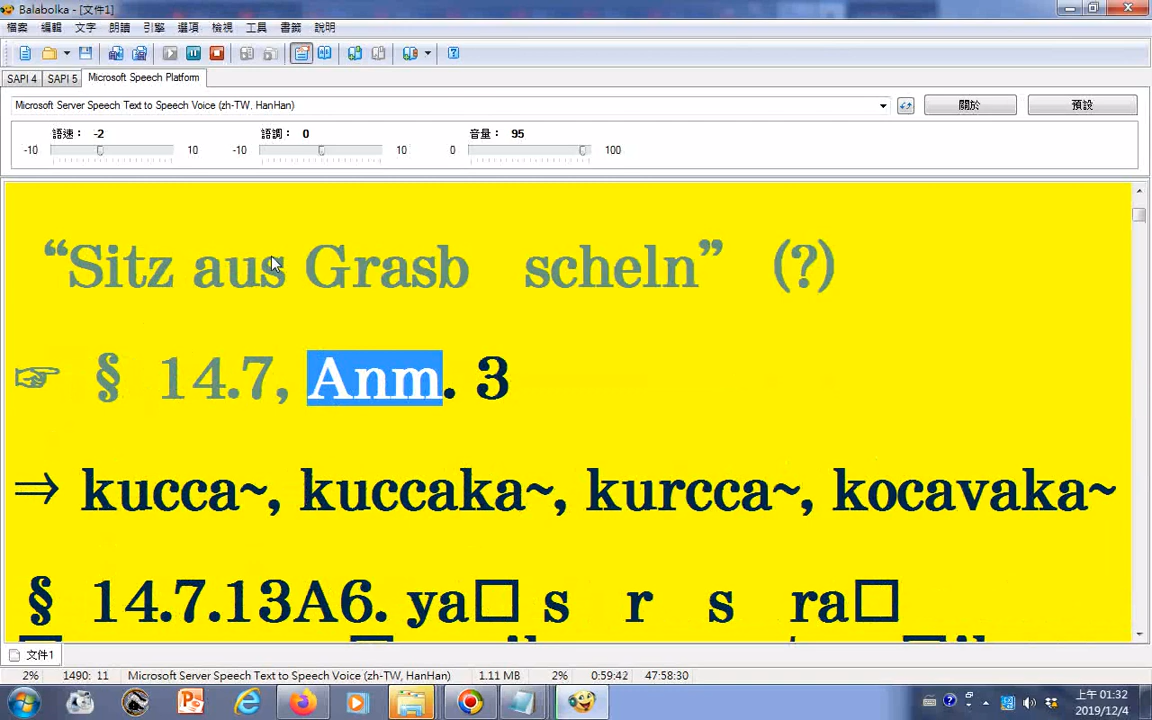 Balabolka - [文件1]
檔案 編輯 文字 朗讀 引擎 選項 檢視 工具 書籤 說明
SAPI 4 SAPI 5 Microsoft Speech Platform
Microsoft Server Speech Text to Speech Voice (zh-TW, HanHan) 關於 預設
語速： -2 語調： 0 音量： 95
-10 10 -10 10 0 100
“Sitz aus Grasb scheln” (?)
☞ § 14.7, Anm. 3
⇒ kucca~, kuccaka~, kurcca~, kocavaka~
§ 14.7.13A6. ya□ s r s ra□
文件1
2% 1490: 11 Microsoft Server Speech Text to Speech Voice (zh-TW, HanHan) 1.11 MB 2% 0:59:42 47:58:30
上午 01:32
2019/12/4